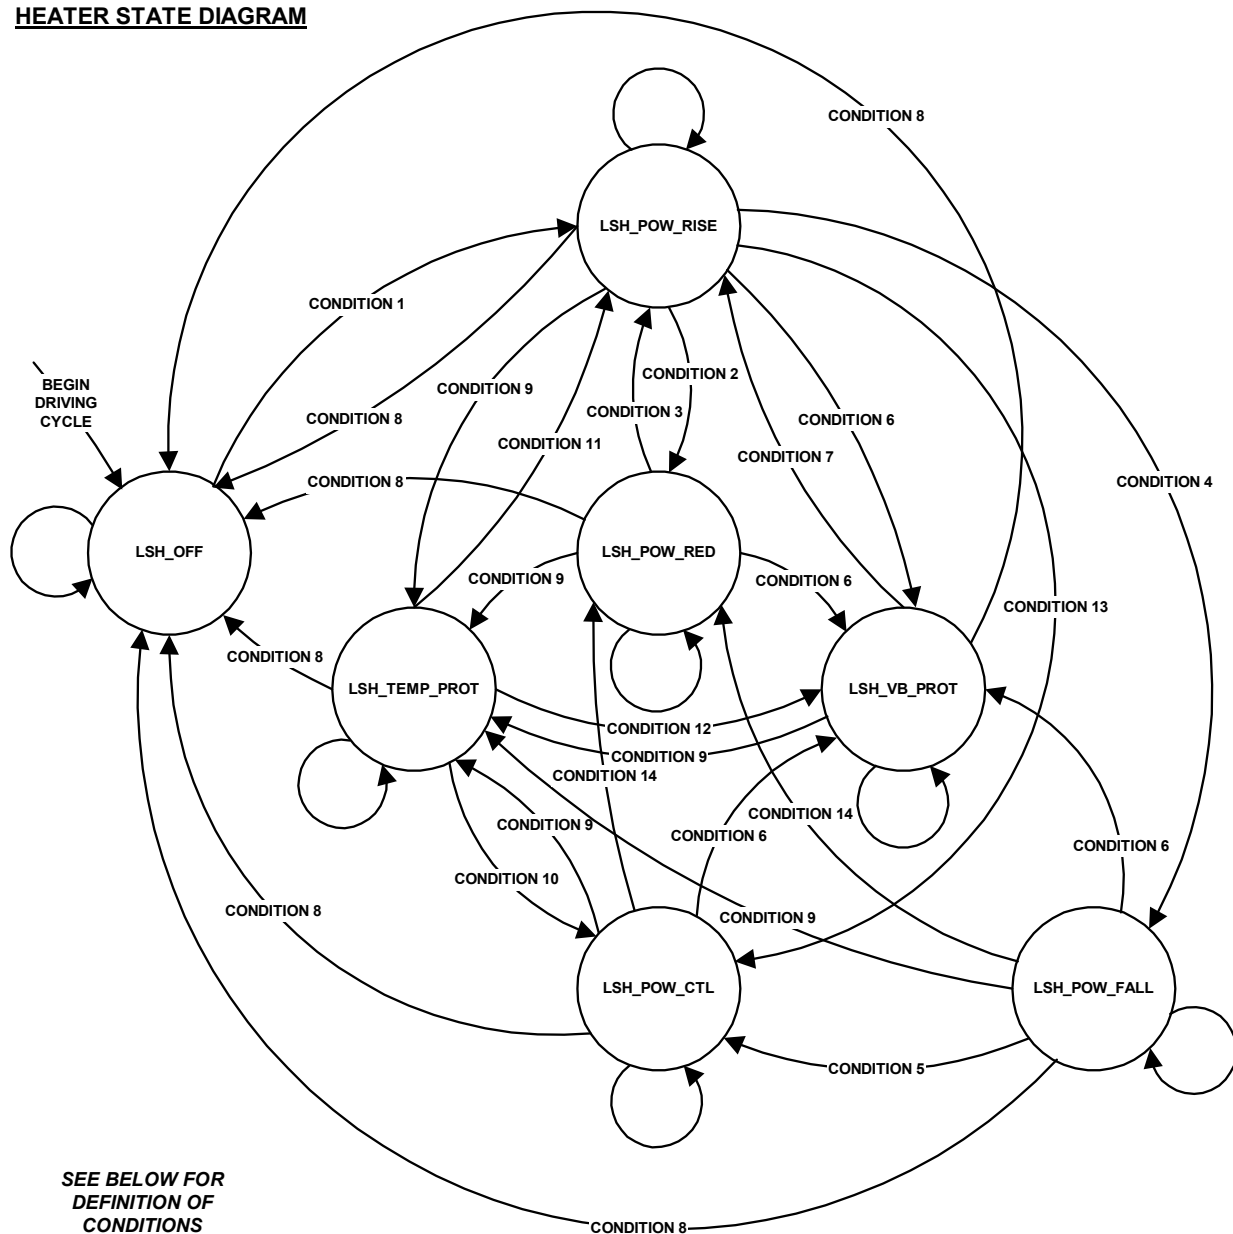 HEATER STATE DIAGRAM
CONDITION 8
LSH_POW_RISE
CONDITION 1
BEGIN
DRIVING
CYCLE
CONDITION 9
CONDITION 2
CONDITION 3
CONDITION 8
CONDITION 6
CONDITION 11
CONDITION 7
CONDITION 8
CONDITION 4
LSH_OFF
LSH_POW_RED
CONDITION 9
CONDITION 6
CONDITION 13
CONDITION 8
LSH_TEMP_PROT
LSH_VB_PROT
CONDITION 12
CONDITION 9
CONDITION 14
CONDITION 14
CONDITION 9
CONDITION 6
CONDITION 6
CONDITION 10
CONDITION 8
CONDITION 9
LSH_POW_CTL
LSH_POW_FALL
CONDITION 5
SEE BELOW FOR
DEFINITION OF
CONDITIONS
CONDITION 8